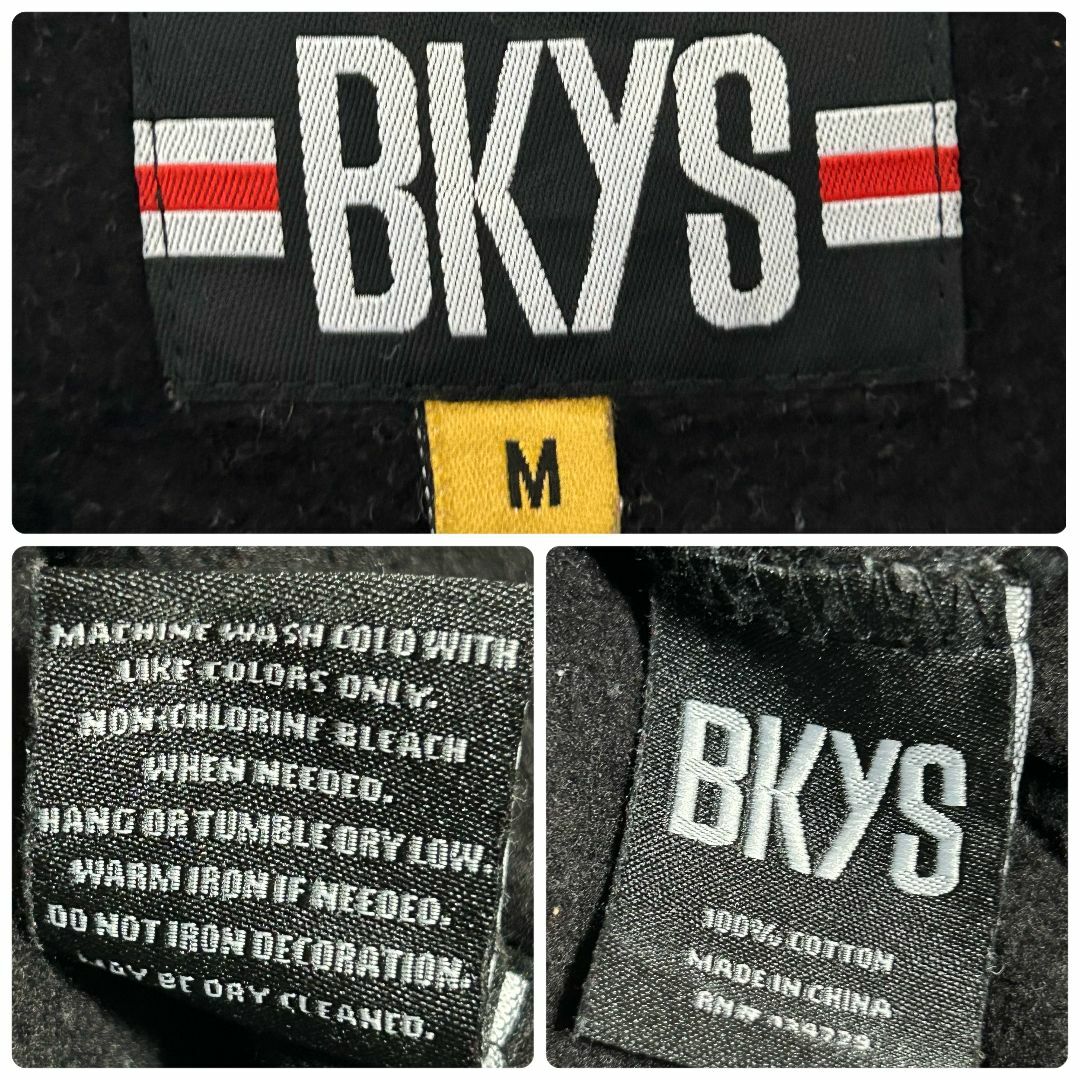 BKYS
M
MACHINE WASH COLD WITH
LIKE COLORS ONLY.
NON-CHLORINE BLEACH
WHEN NEEDED.
HANG OR TUMBLE DRY LOW.
WARM IRON IF NEEDED.
DO NOT IRON DECORATION.
MAY BE DRY CLEANED.
BKYS
100% COTTON
MADE IN CHINA
RN#